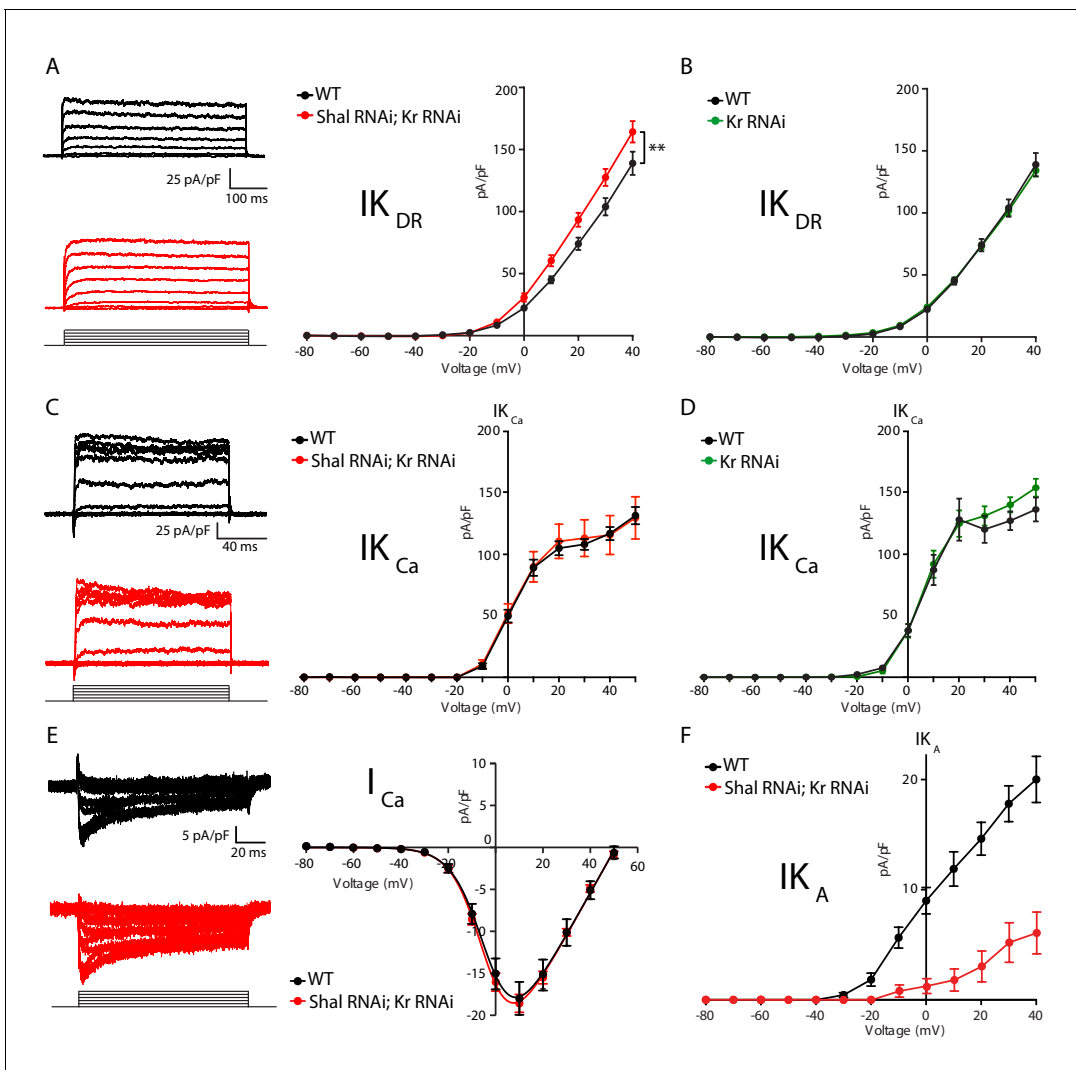 A
25 pA/pF
100 ms
WT
Shal RNAi; Kr RNAi
IK DR
**
pA/pF
200
150
100
50
-80 -60 -40 -20 0 20 40
Voltage (mV)
B
WT
Kr RNAi
IK DR
pA/pF
200
150
100
50
-80 -60 -40 -20 0 20 40
Voltage (mV)
C
25 pA/pF
40 ms
WT
Shal RNAi; Kr RNAi
IK Ca
IK Ca
pA/pF
200
150
100
50
-80 -60 -40 -20 0 20 40
Voltage (mV)
D
WT
Kr RNAi
IK Ca
IK Ca
pA/pF
200
150
100
50
-80 -60 -40 -20 0 20 40
Voltage (mV)
E
5 pA/pF
20 ms
I Ca
pA/pF
10
5
0
-5
-10
-15
-20
-80 -60 -40 -20 20 40 60
Voltage (mV)
WT
Shal RNAi; Kr RNAi
F
WT
Shal RNAi; Kr RNAi
IK A
IK A
pA/pF
20
10
-80 -60 -40 -20 0 20 40
Voltage (mV)